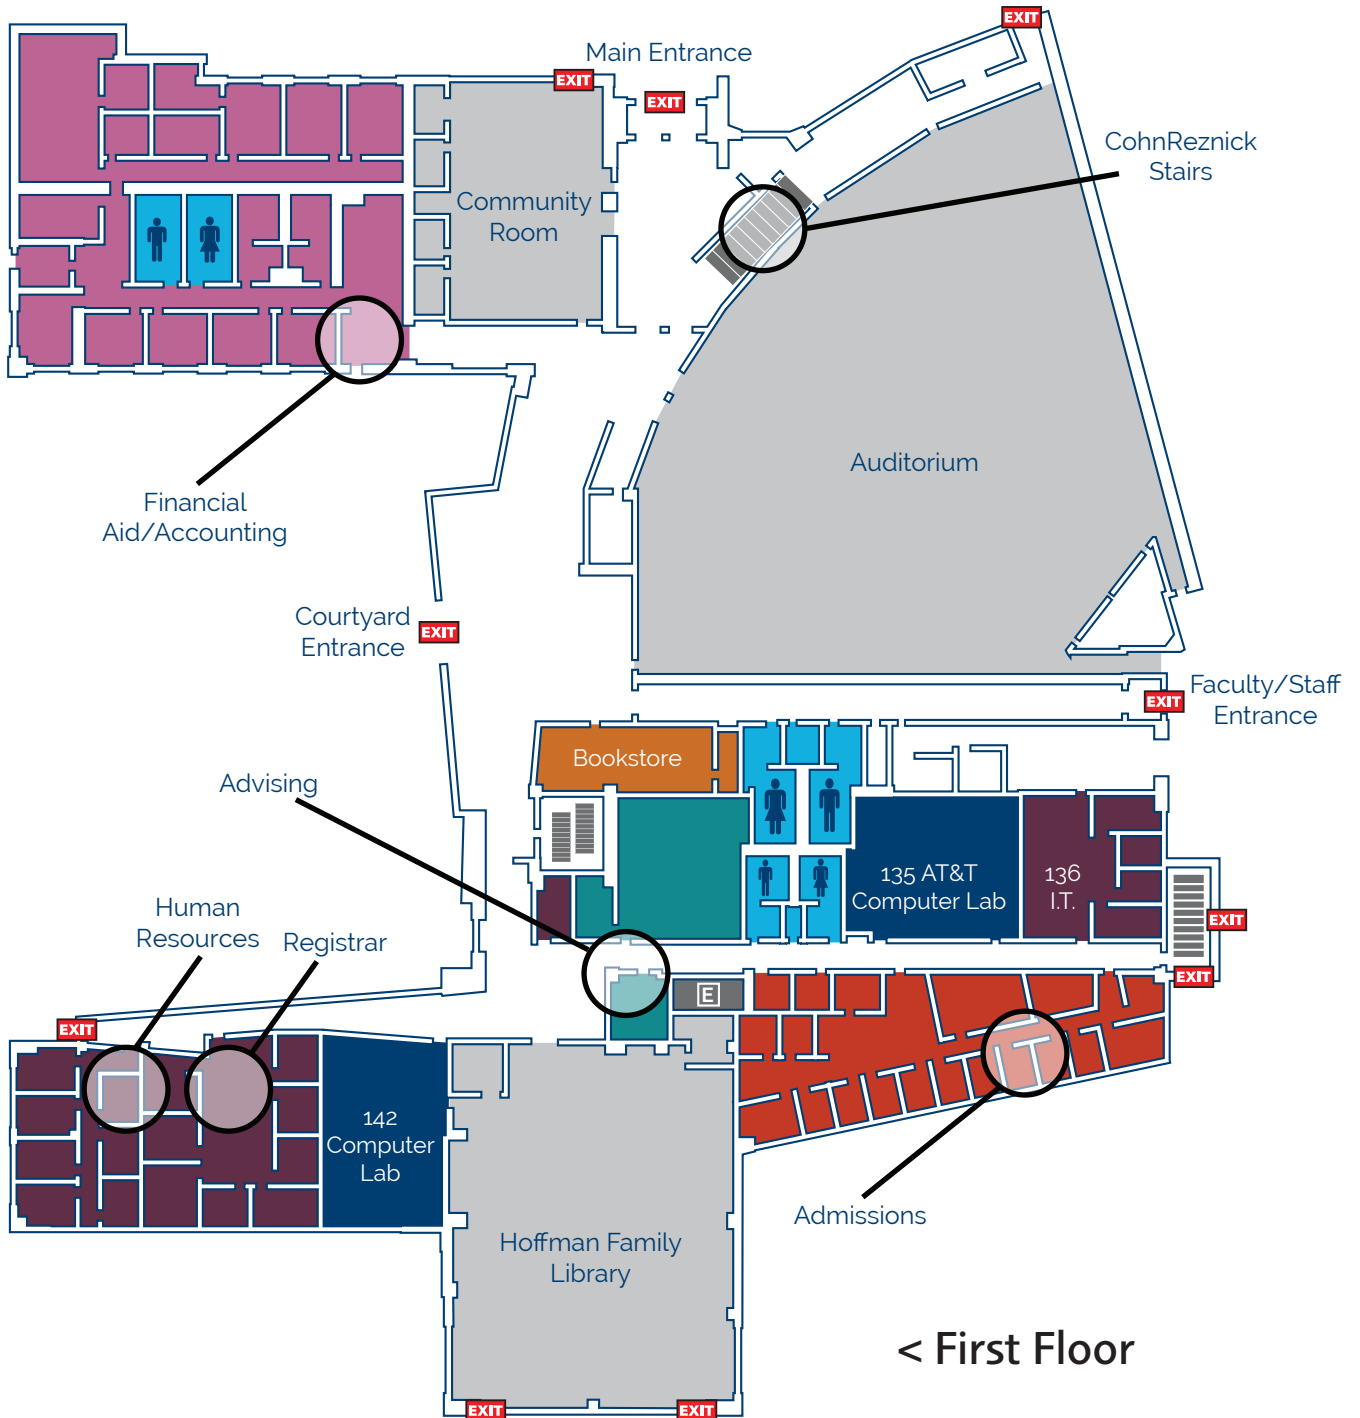 EXIT
Main Entrance
EXIT
EXIT
CohnReznick
Stairs
Community
Room
Auditorium
Financial
Aid/Accounting
Courtyard
Entrance
EXIT
Faculty/Staff
Entrance
EXIT
Bookstore
Advising
135 AT&T
Computer Lab
136
I.T.
Human
Resources
Registrar
EXIT
EXIT
E
EXIT
142
Computer
Lab
Admissions
Hoffman Family
Library
< First Floor
EXIT
EXIT